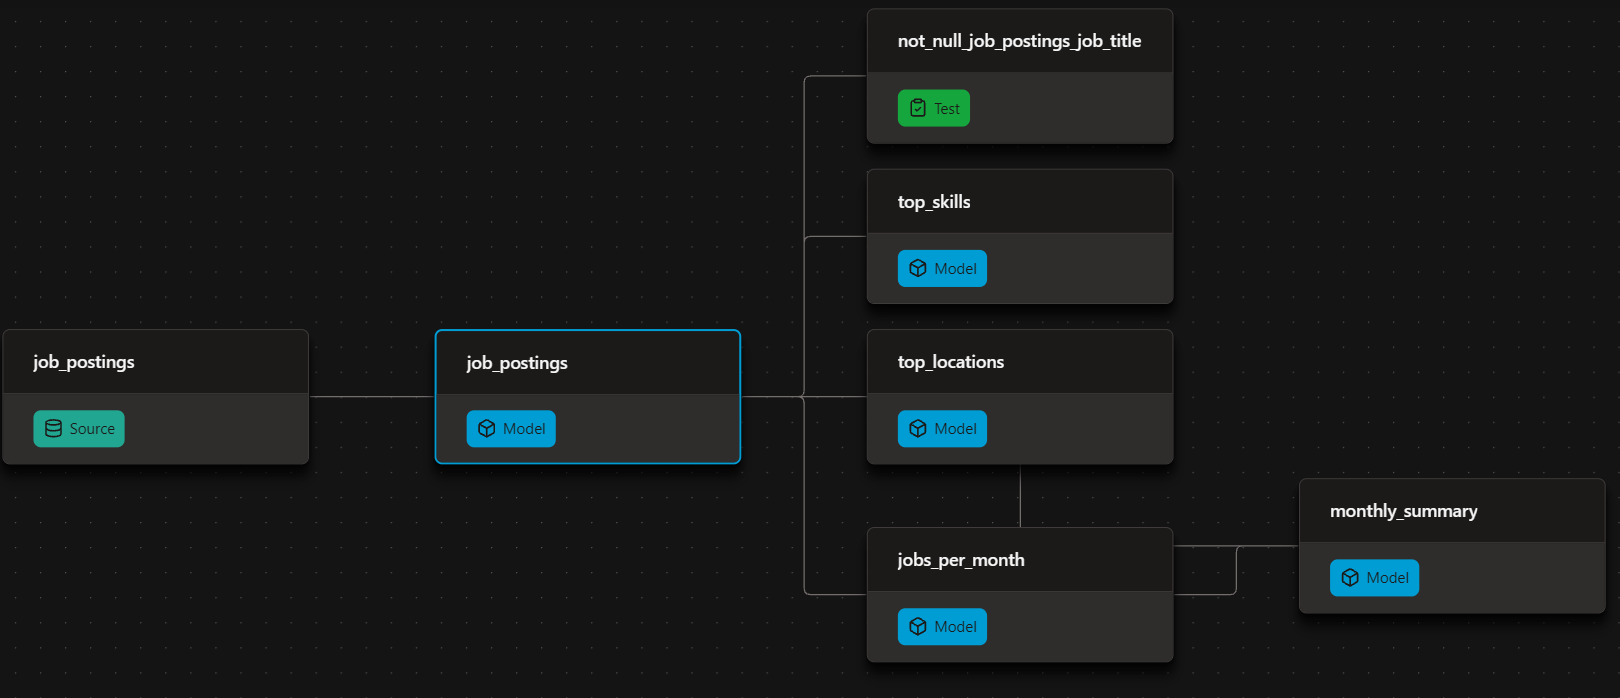 job_postings
Source
job_postings
Model
not_null_job_postings_job_title
Test
top_skills
Model
top_locations
Model
jobs_per_month
Model
monthly_summary
Model